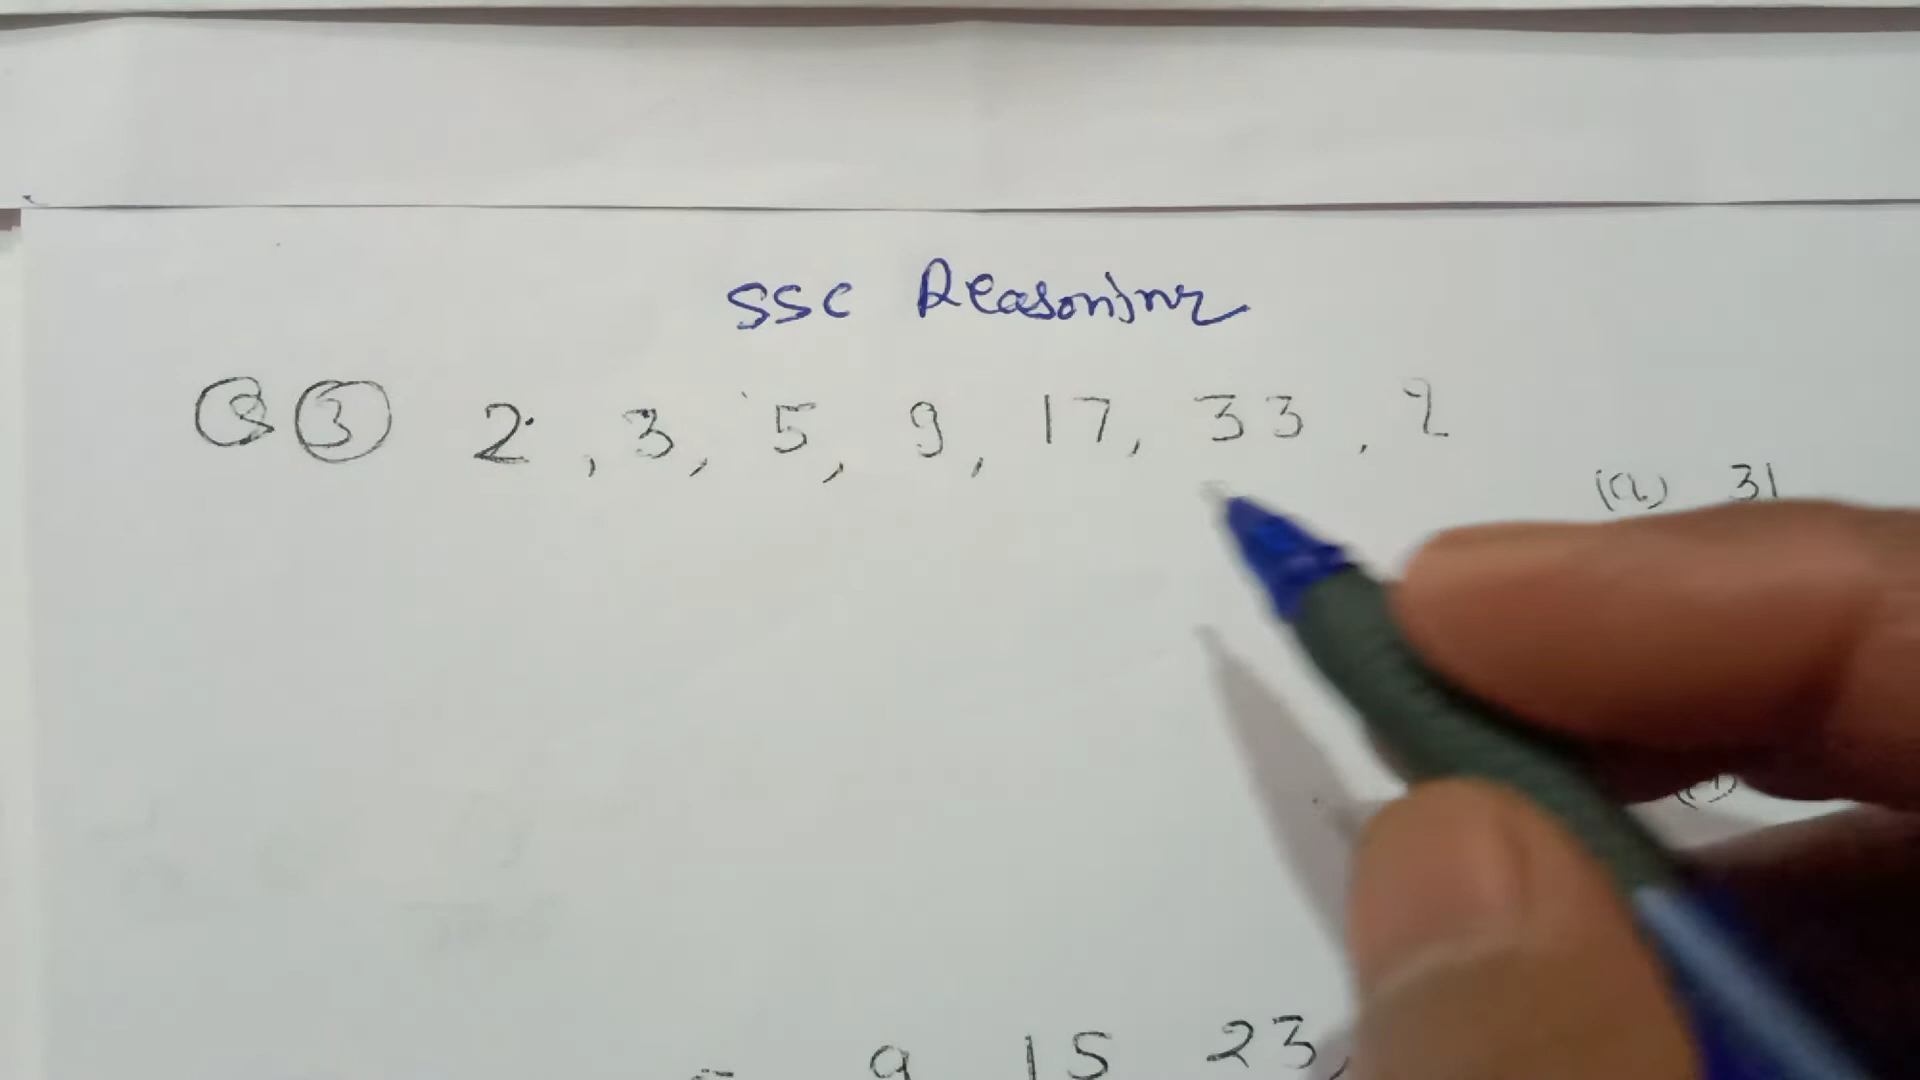 SSC Reasoning
Q 3 2, 3, 5, 9, 17, 33, ?
(a) 31
9 15 23,